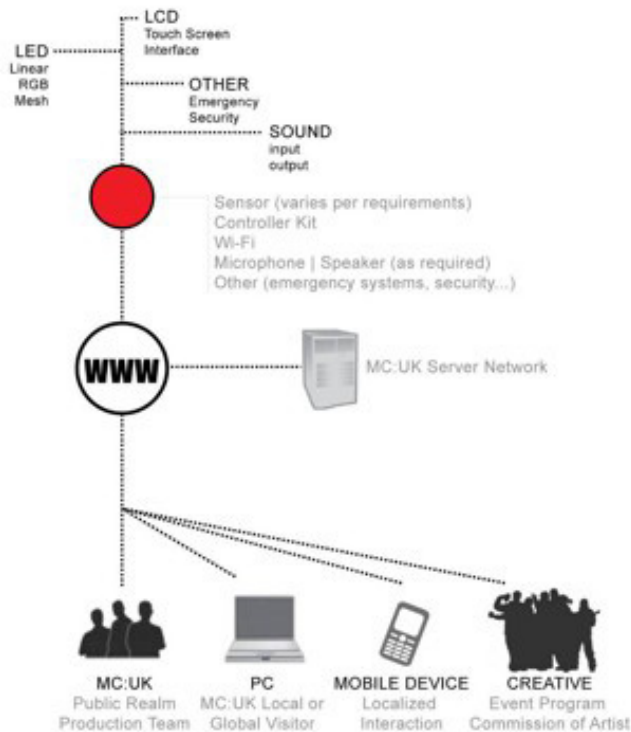 LCD
Touch Screen
Interface
LED
Linear
RGB
Mesh
OTHER
Emergency
Security
SOUND
input
output
Sensor (varies per requirements)
Controller Kit
Wi-Fi
Microphone | Speaker (as required)
Other (emergency systems, security...)
WWW
MC:UK Server Network
MC:UK
Public Realm
Production Team
PC
MC:UK Local or
Global Visitor
MOBILE DEVICE
Localized
Interaction
CREATIVE
Event Program
Commission of Artist